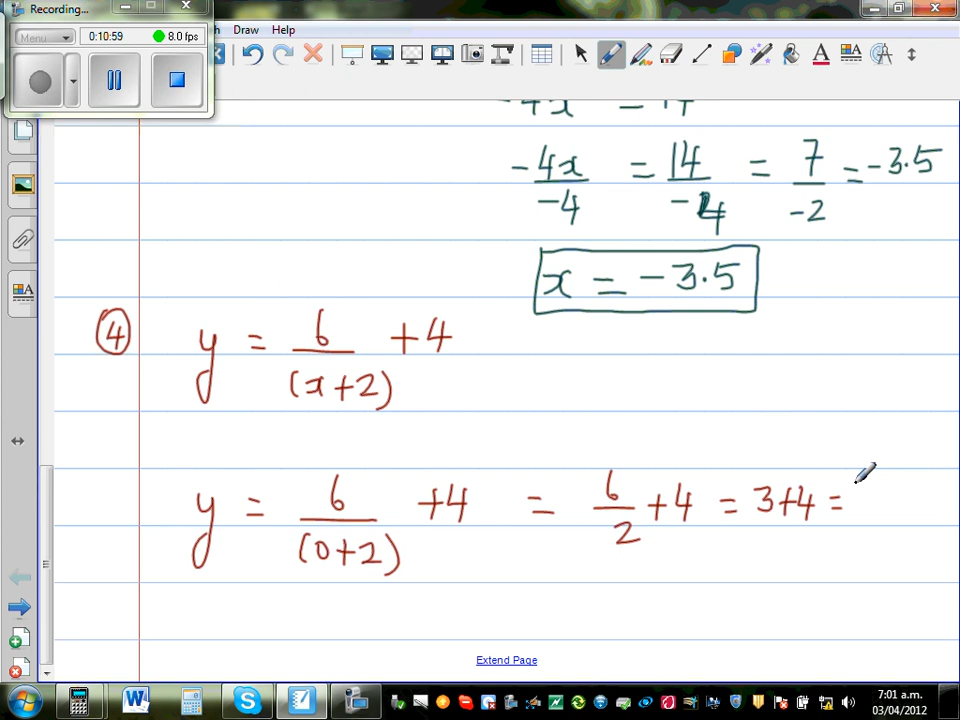 Recording...
Menu
0:10:59
8.0 fps
Draw Help
-4x = 14
-4x/-4 = 14/-4 = 7/-2 = -3.5
x = -3.5
④ y = 6/(x+2) +4
y = 6/(0+2) +4 = 6/2 +4 = 3+4 =
Extend Page
7:01 a.m.
03/04/2012